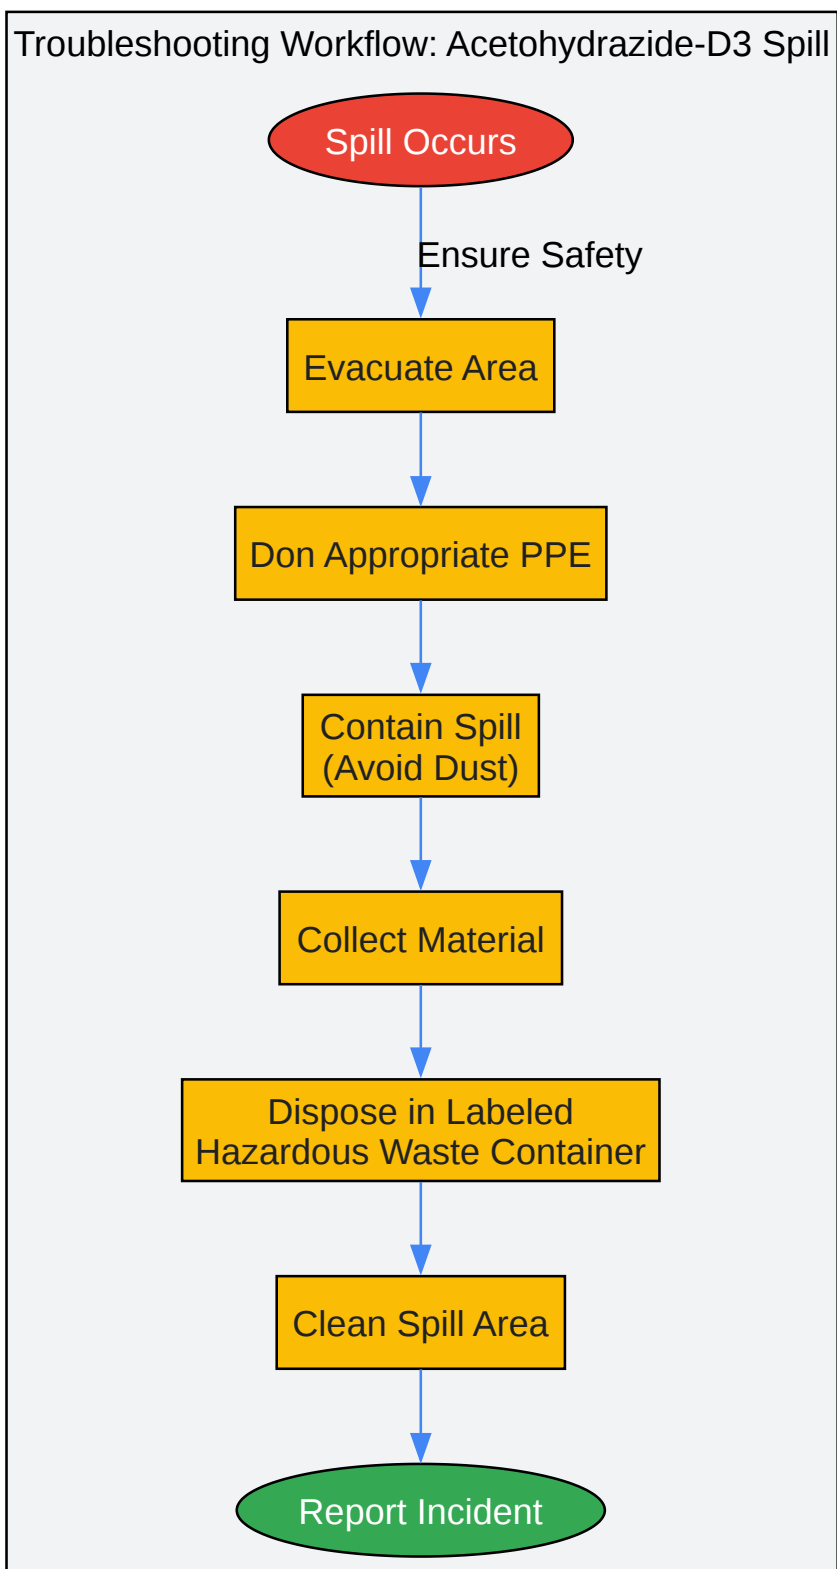 Troubleshooting Workflow: Acetohydrazide-D3 Spill
Spill Occurs
Ensure Safety
Evacuate Area
Don Appropriate PPE
Contain Spill
(Avoid Dust)
Collect Material
Dispose in Labeled
Hazardous Waste Container
Clean Spill Area
Report Incident